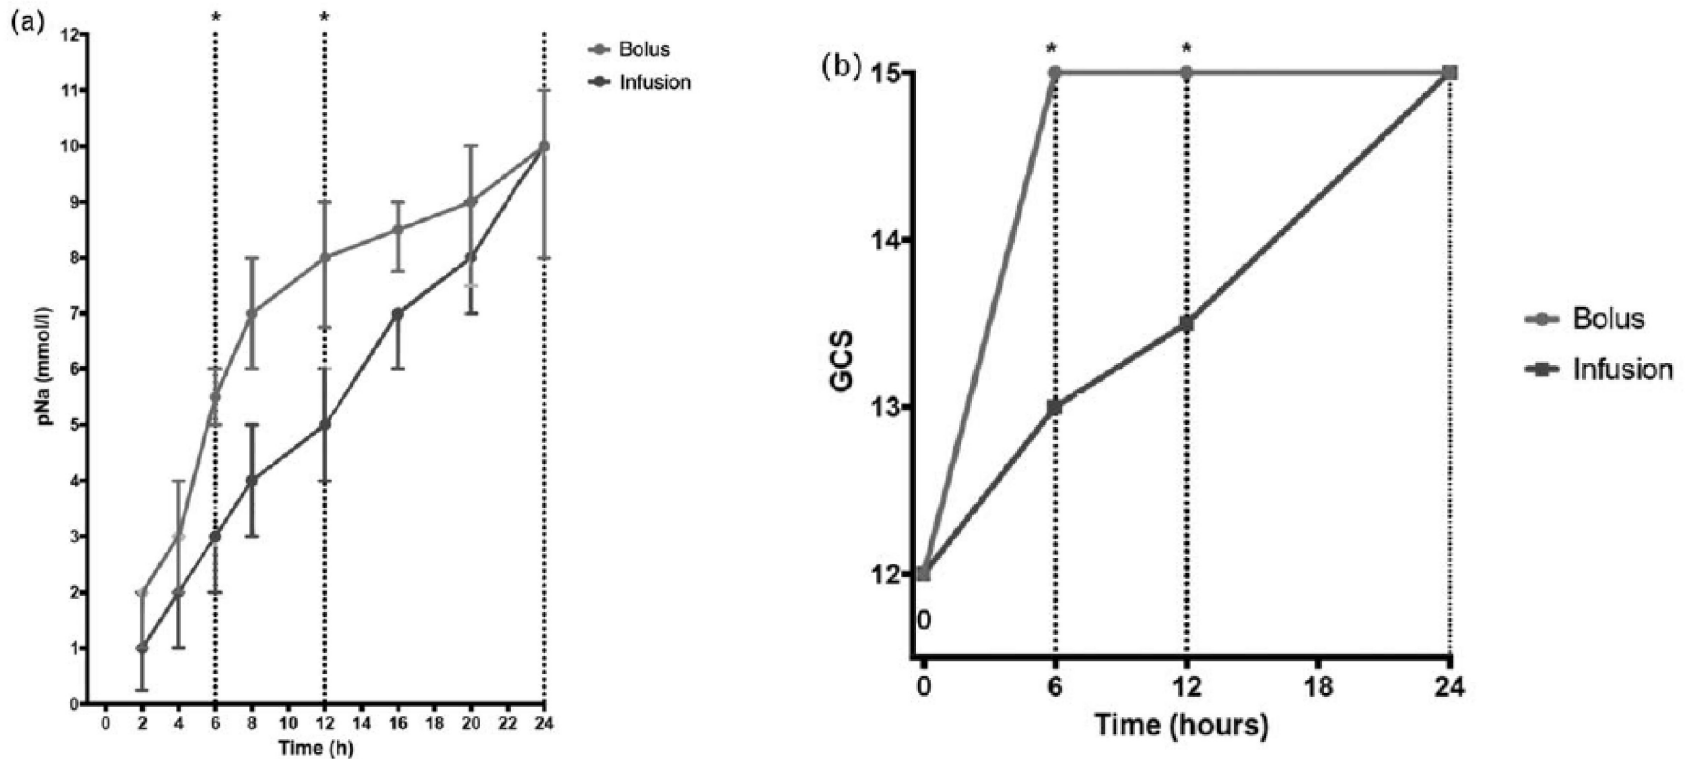 (a)
* *
12
11
10
9
8
7
6
5
4
3
2
1
0
pNa (mmol/l)
0 2 4 6 8 10 12 14 16 18 20 22 24
Time (h)
Bolus
Infusion
(b)
* *
15
14
13
12
0
GCS
0 6 12 18 24
Time (hours)
Bolus
Infusion